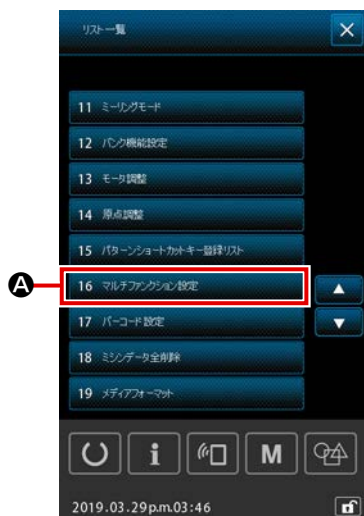 リスト一覧
11 ミーリングモード
12 バンク機能設定
13 モータ調整
14 原点調整
15 パターンショートカットキー登録リスト
A
16 マルチファンクション設定
17 バーコード設定
18 ミシンデータ全削除
19 メディアフォーマット
i
M
2019.03.29p.m.03:46